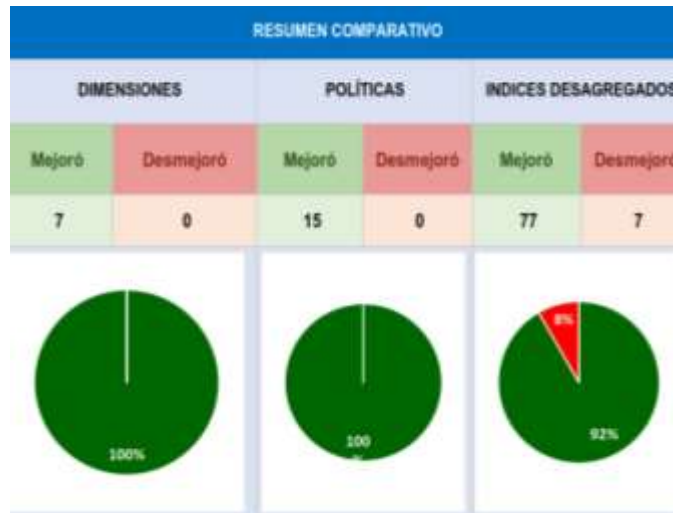 RESUMEN COMPARATIVO
DIMENSIONES POLÍTICAS INDICES DESAGREGADOS
Mejoró Desmejoró Mejoró Desmejoró Mejoró Desmejoró
7 0 15 0 77 7
100% 100 % 8% 92%